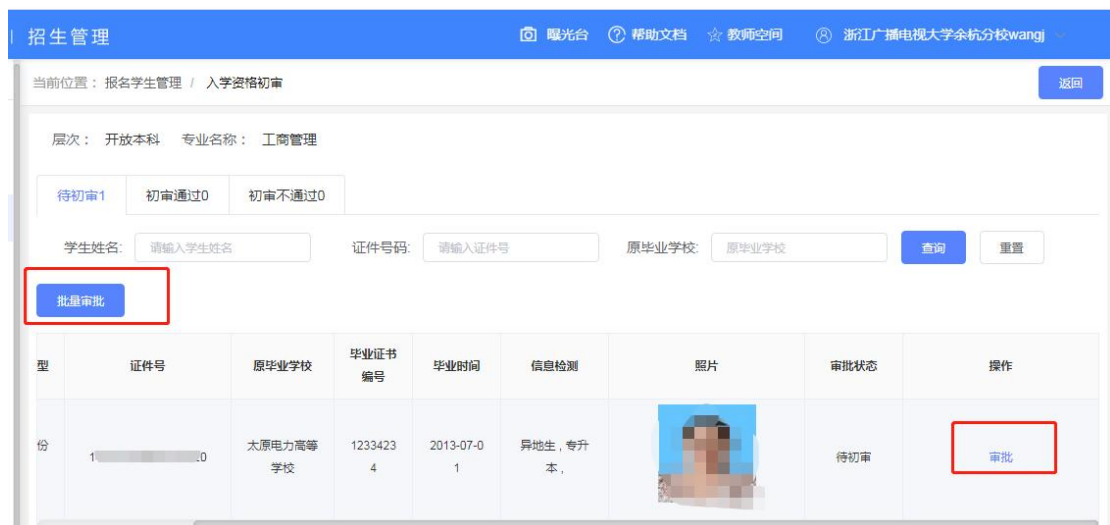 招生管理 曝光台 帮助文档 教师空间 浙江广播电视大学余杭分校wangj
当前位置： 报名学生管理 / 入学资格初审 返回
层次： 开放本科 专业名称： 工商管理
待初审1 初审通过0 初审不通过0
学生姓名: 请输入学生姓名 证件号码: 请输入证件号 原毕业学校: 原毕业学校 查询 重置
批量审批
型 证件号 原毕业学校 毕业证书 毕业时间 信息检测 照片 审批状态 操作
编号
份 太原电力高等 1233423 2013-07-0 异地生 , 专升 待初审 审批
学校 4 1 本 ,